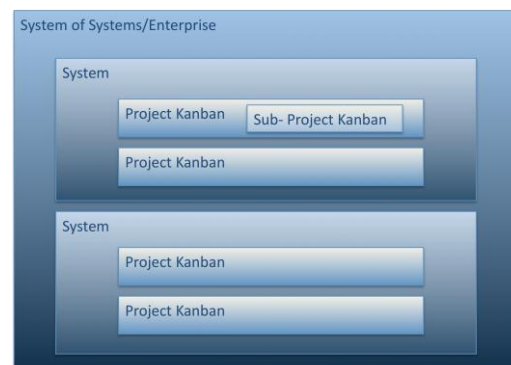 System of Systems/Enterprise
System
Project Kanban
Sub- Project Kanban
Project Kanban
System
Project Kanban
Project Kanban